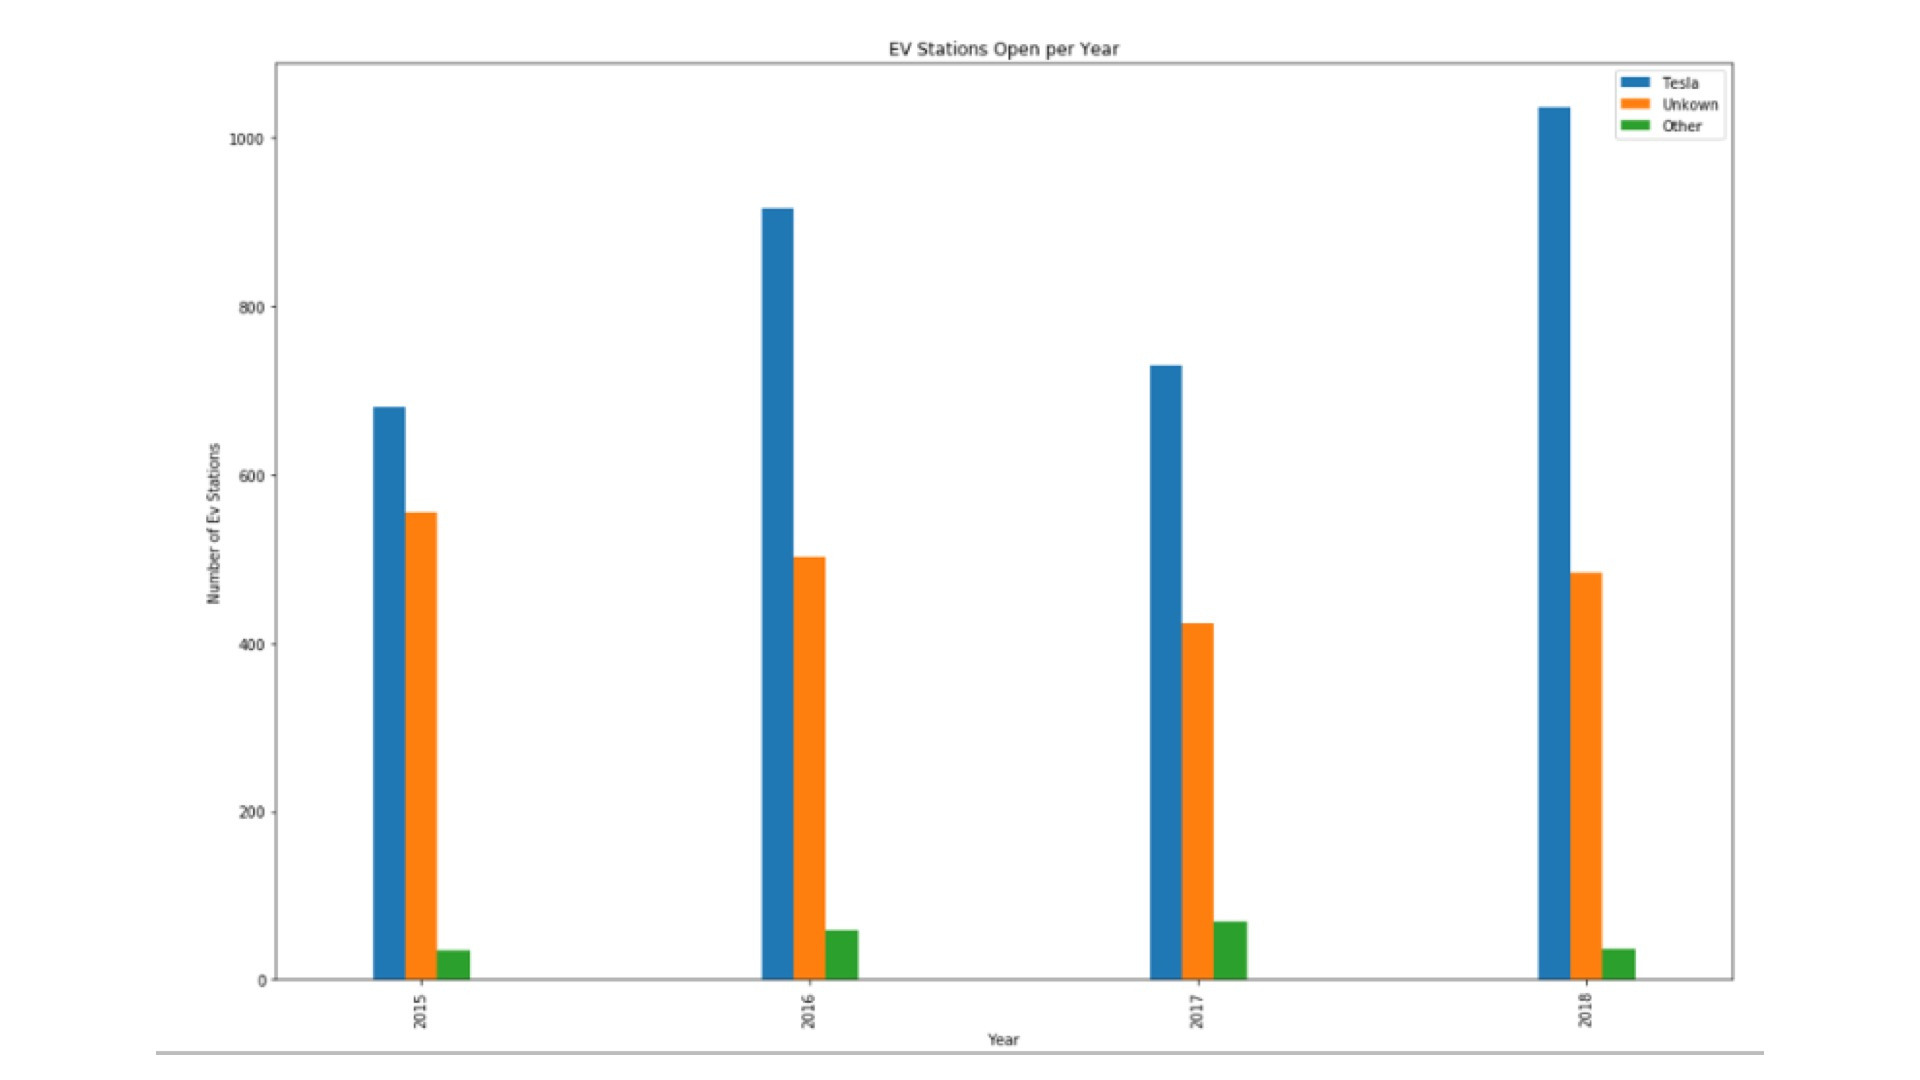 EV Stations Open per Year
Tesla
Unkown
Other
1000
800
600
400
200
0
Number of Ev Stations
2015
2016
2017
2018
Year